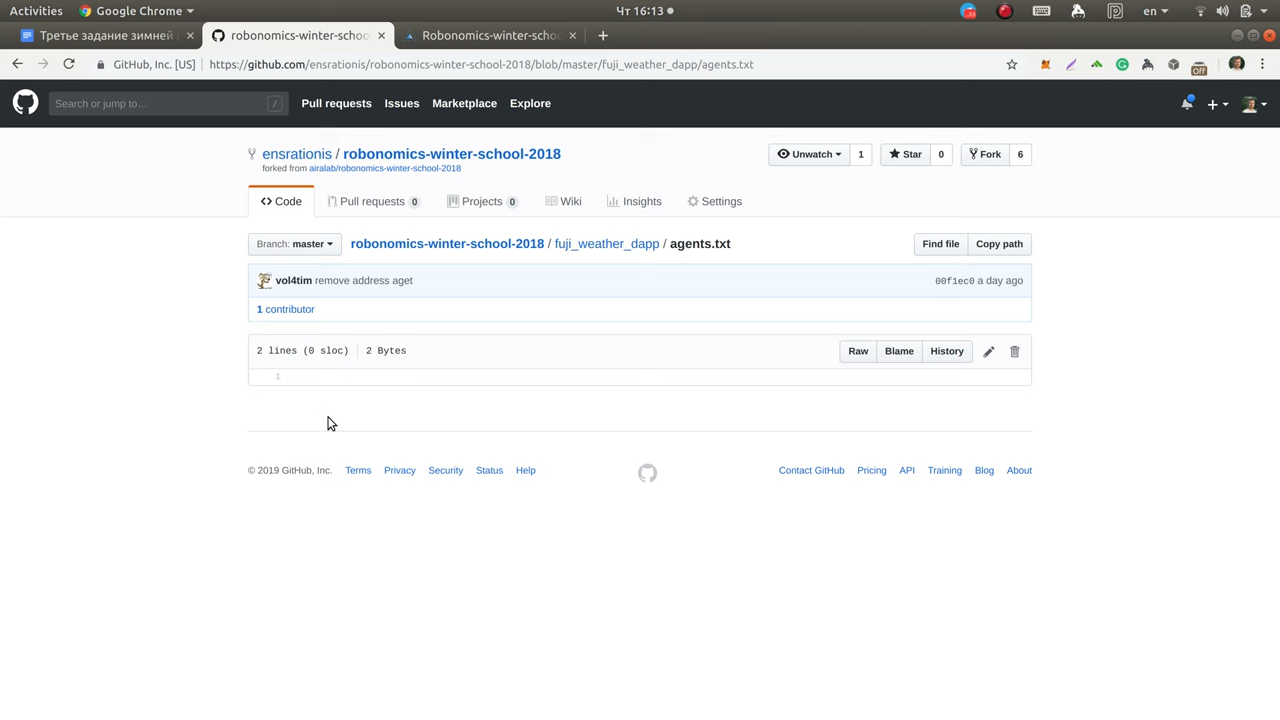 Activities Google Chrome Чт 16:13 en
Третье задание зимней
robonomics-winter-schoo
Robonomics-winter-scho
GitHub, Inc. [US] https://github.com/ensrationis/robonomics-winter-school-2018/blob/master/fuji_weather_dapp/agents.txt Off
Search or jump to… / Pull requests Issues Marketplace Explore
ensrationis / robonomics-winter-school-2018 Unwatch 1 Star 0 Fork 6
forked from airalab/robonomics-winter-school-2018
Code Pull requests 0 Projects 0 Wiki Insights Settings
Branch: master robonomics-winter-school-2018 / fuji_weather_dapp / agents.txt Find file Copy path
vol4tim remove address aget 00f1ec0 a day ago
1 contributor
2 lines (0 sloc) 2 Bytes Raw Blame History
1
© 2019 GitHub, Inc. Terms Privacy Security Status Help Contact GitHub Pricing API Training Blog About